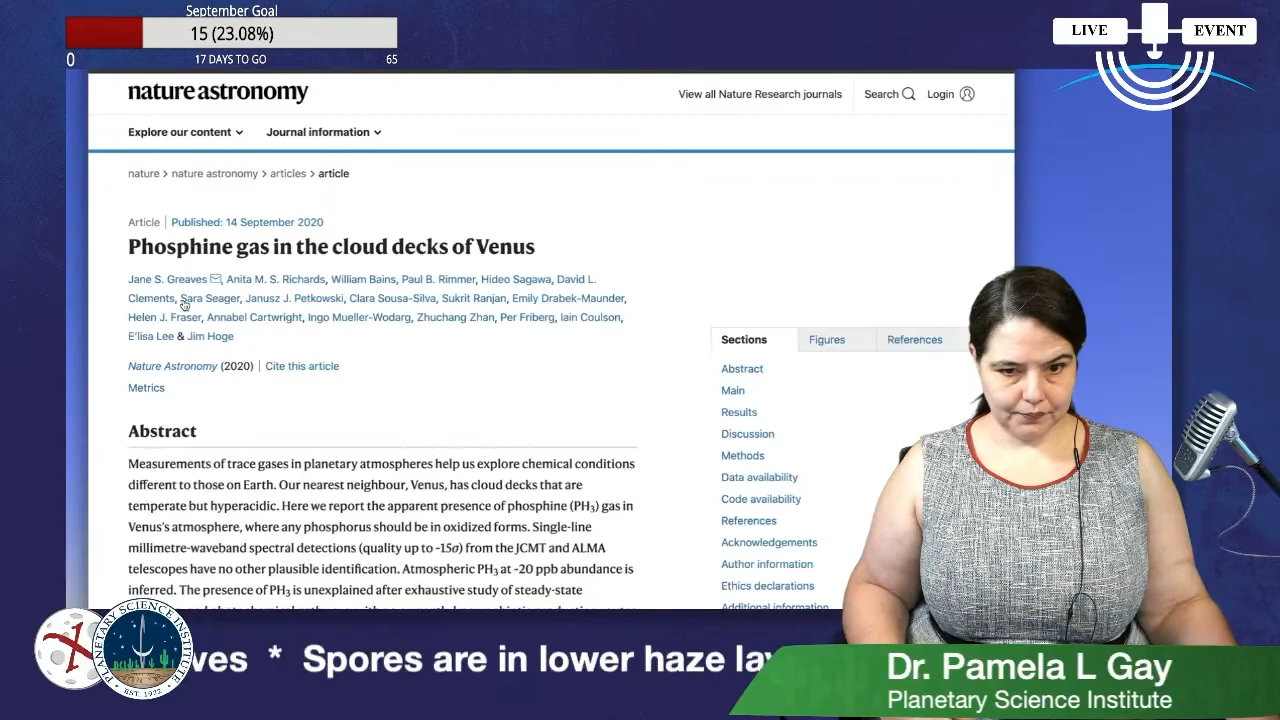 September Goal
15 (23.08%)
0 17 DAYS TO GO 65
LIVE EVENT
nature astronomy
View all Nature Research journals Search Login
Explore our content Journal information
nature > nature astronomy > articles > article
Article | Published: 14 September 2020
Phosphine gas in the cloud decks of Venus
Jane S. Greaves, Anita M. S. Richards, William Bains, Paul B. Rimmer, Hideo Sagawa, David L.
Clements, Sara Seager, Janusz J. Petkowski, Clara Sousa-Silva, Sukrit Ranjan, Emily Drabek-Maunder,
Helen J. Fraser, Annabel Cartwright, Ingo Mueller-Wodarg, Zhuchang Zhan, Per Friberg, Iain Coulson,
E'lisa Lee & Jim Hoge
Nature Astronomy (2020) | Cite this article
Metrics
Abstract
Measurements of trace gases in planetary atmospheres help us explore chemical conditions
different to those on Earth. Our nearest neighbour, Venus, has cloud decks that are
temperate but hyperacidic. Here we report the apparent presence of phosphine (PH₃) gas in
Venus's atmosphere, where any phosphorus should be in oxidized forms. Single-line
millimetre-waveband spectral detections (quality up to ~15σ) from the JCMT and ALMA
telescopes have no other plausible identification. Atmospheric PH₃ at ~20 ppb abundance is
inferred. The presence of PH₃ is unexplained after exhaustive study of steady-state
Sections Figures References
Abstract
Main
Results
Discussion
Methods
Data availability
Code availability
References
Acknowledgements
Author information
Ethics declarations
Additional information
PLANETARY SCIENCE INSTITUTE
EST. 1972
ves * Spores are in lower haze la
Dr. Pamela L Gay
Planetary Science Institute